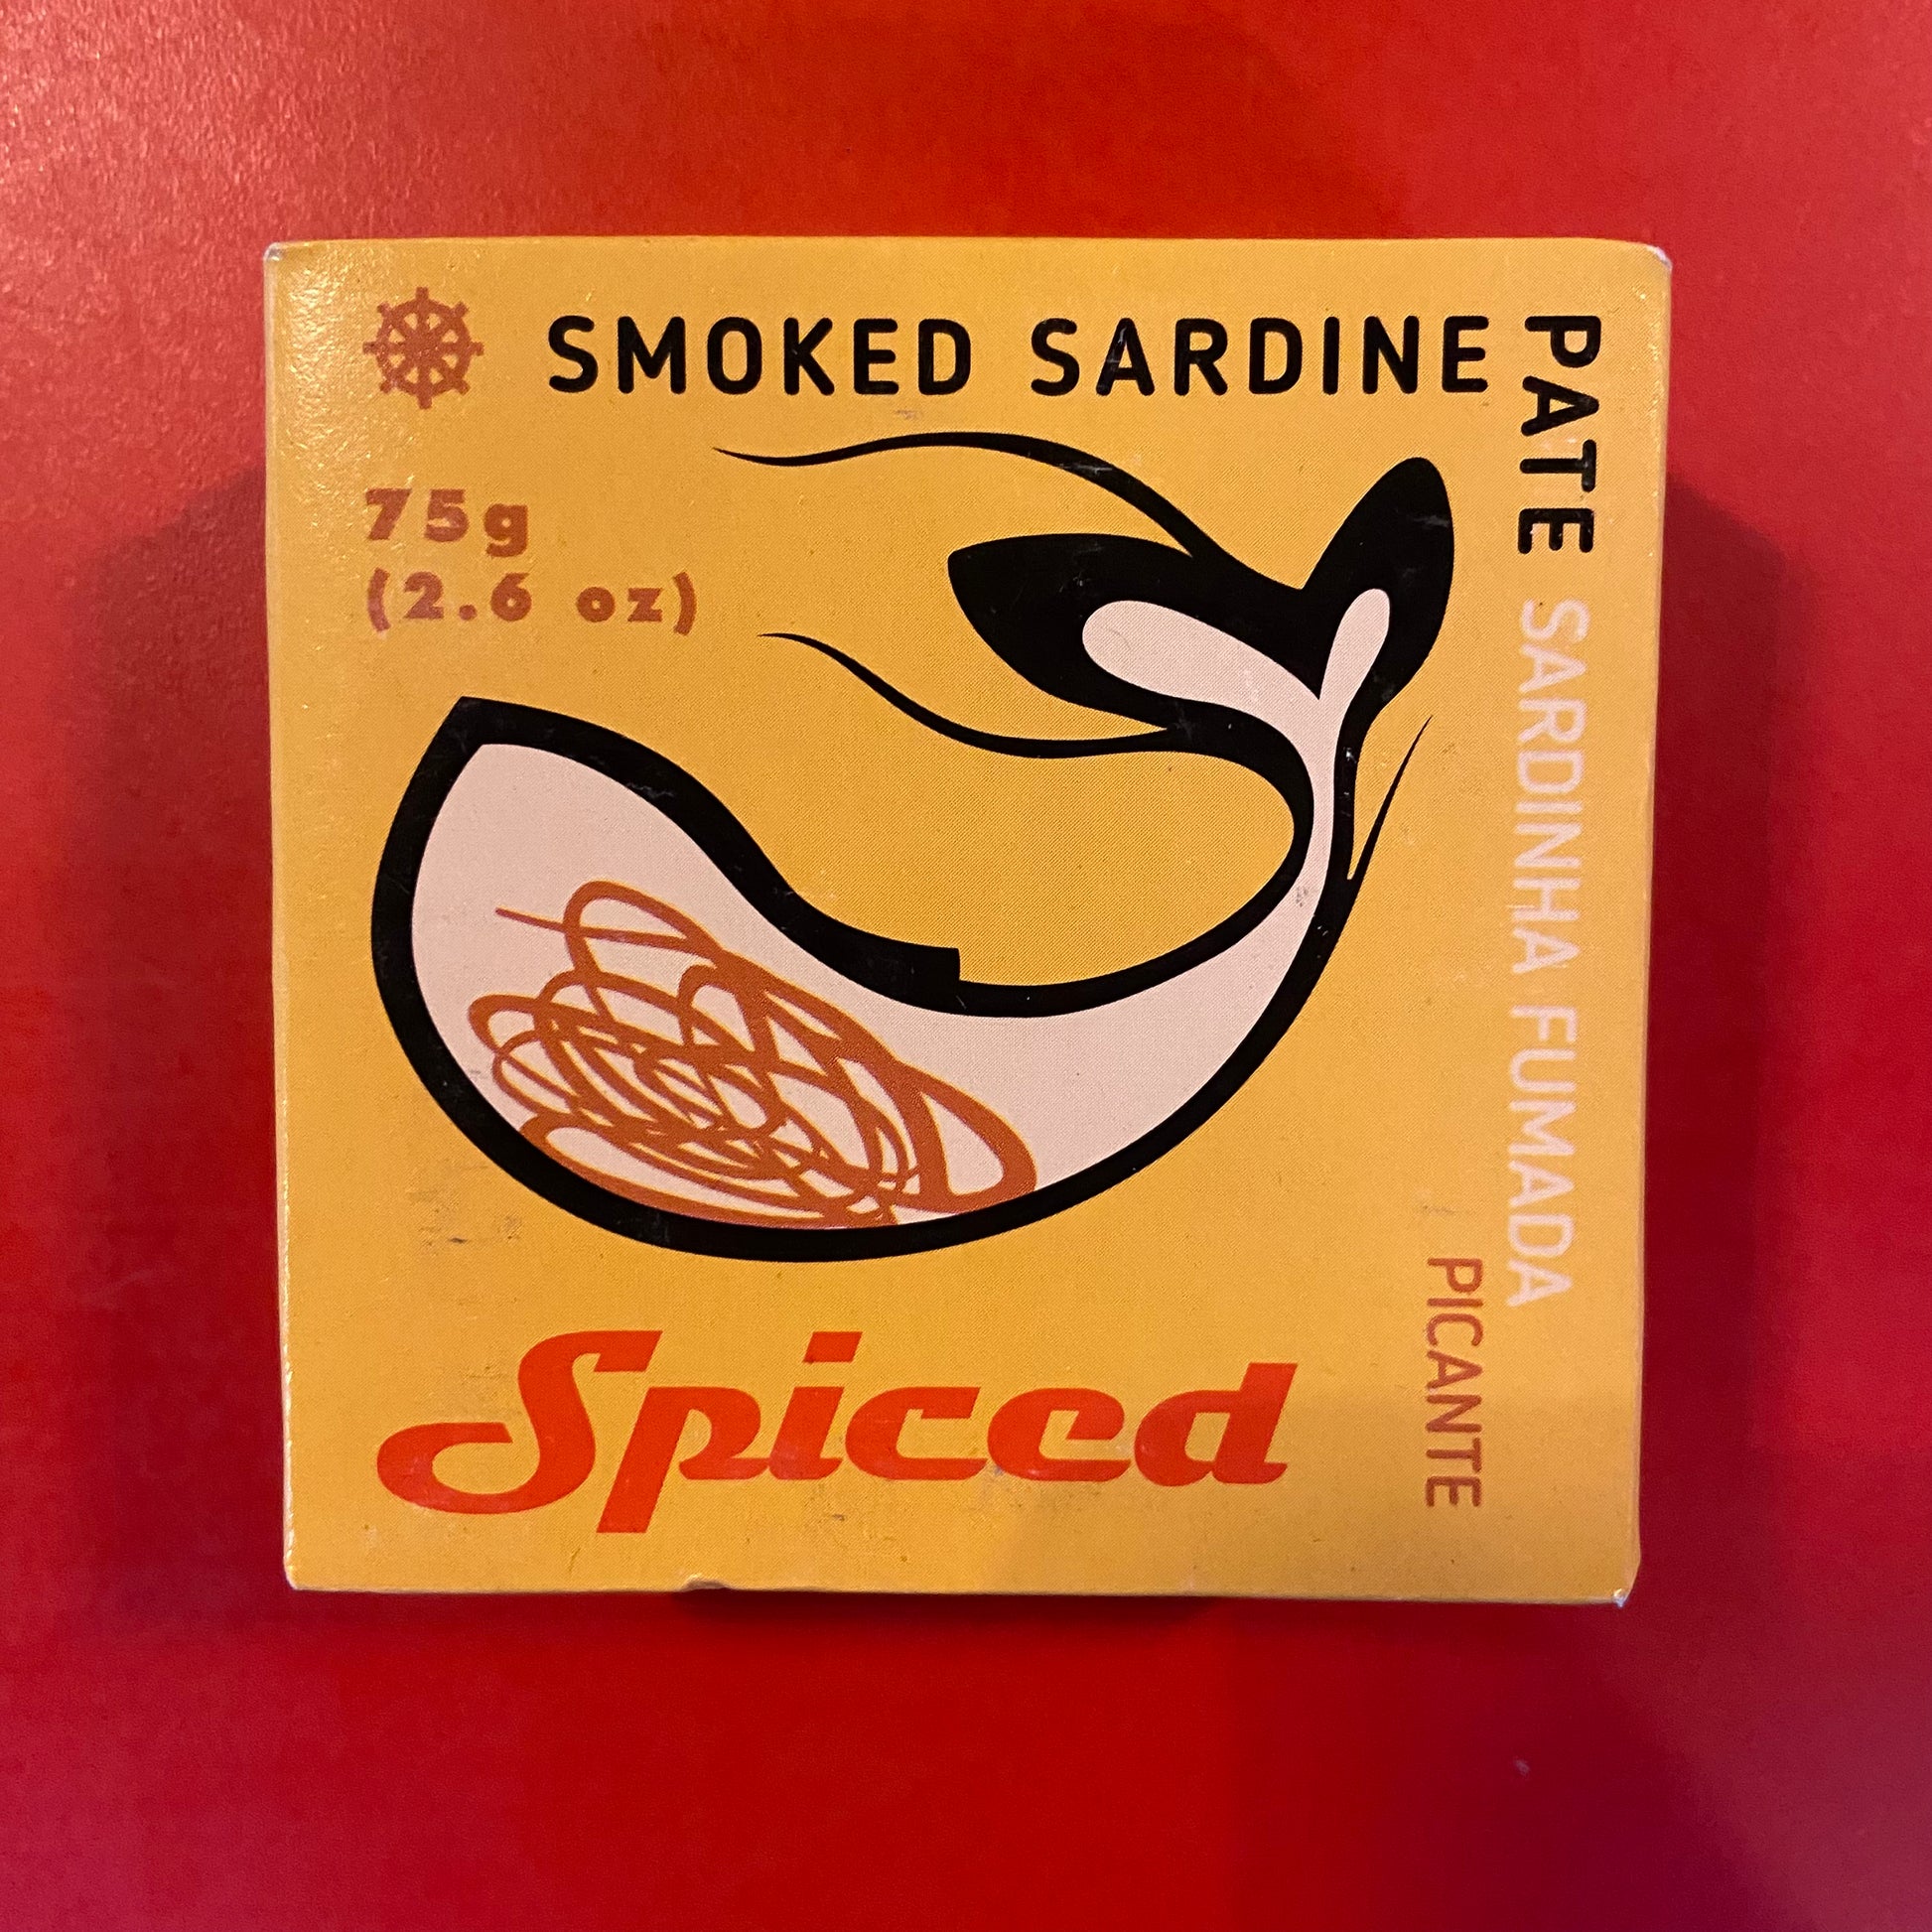 SMOKED SARDINE
PATE SARDINHA FUMADA
75g
(2.6 oz)
PICANTE
Spiced